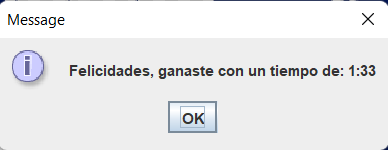 Message
Felicidades, ganaste con un tiempo de: 1:33
OK